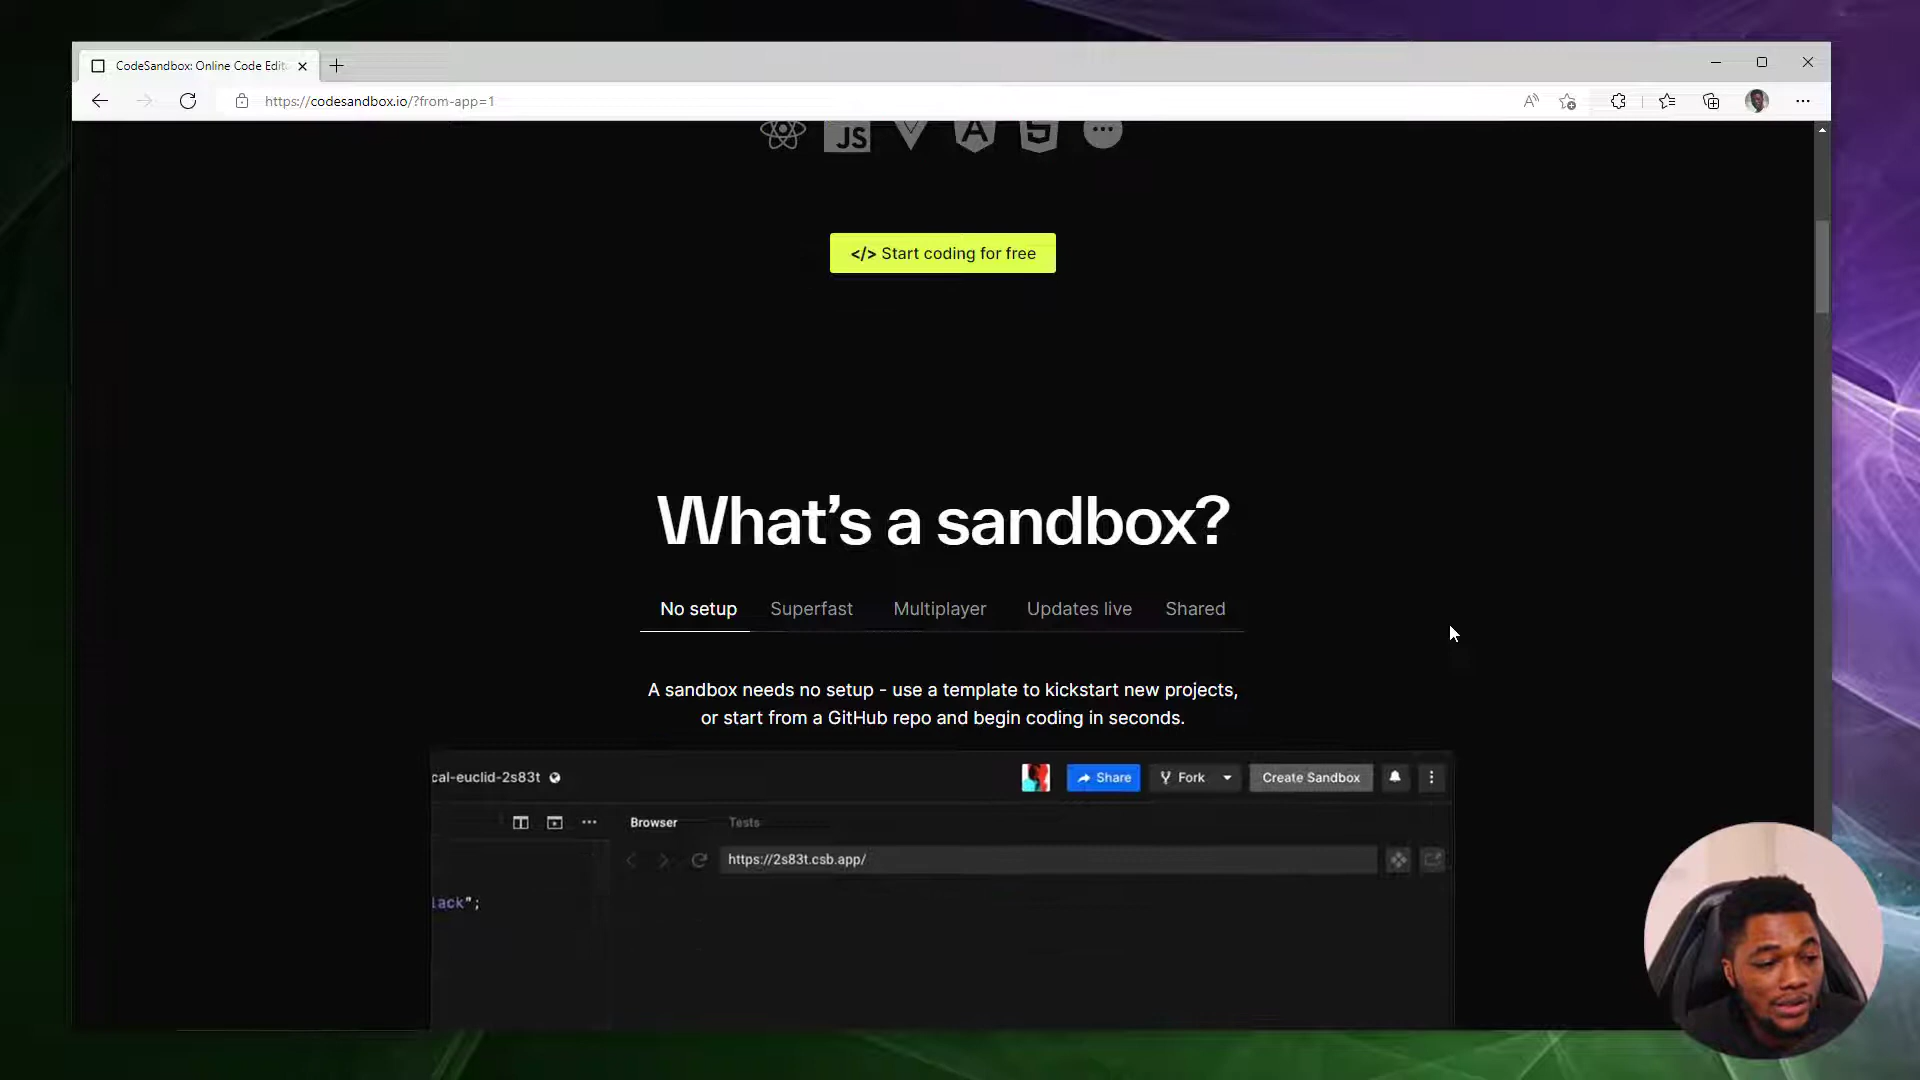 CodeSandbox: Online Code Edit
https://codesandbox.io/?from-app=1
JS
</> Start coding for free
What's a sandbox?
No setup Superfast Multiplayer Updates live Shared
A sandbox needs no setup - use a template to kickstart new projects,
or start from a GitHub repo and begin coding in seconds.
cal-euclid-2s83t
Share Fork Create Sandbox
Browser Tests
https://2s83t.csb.app/
lack";